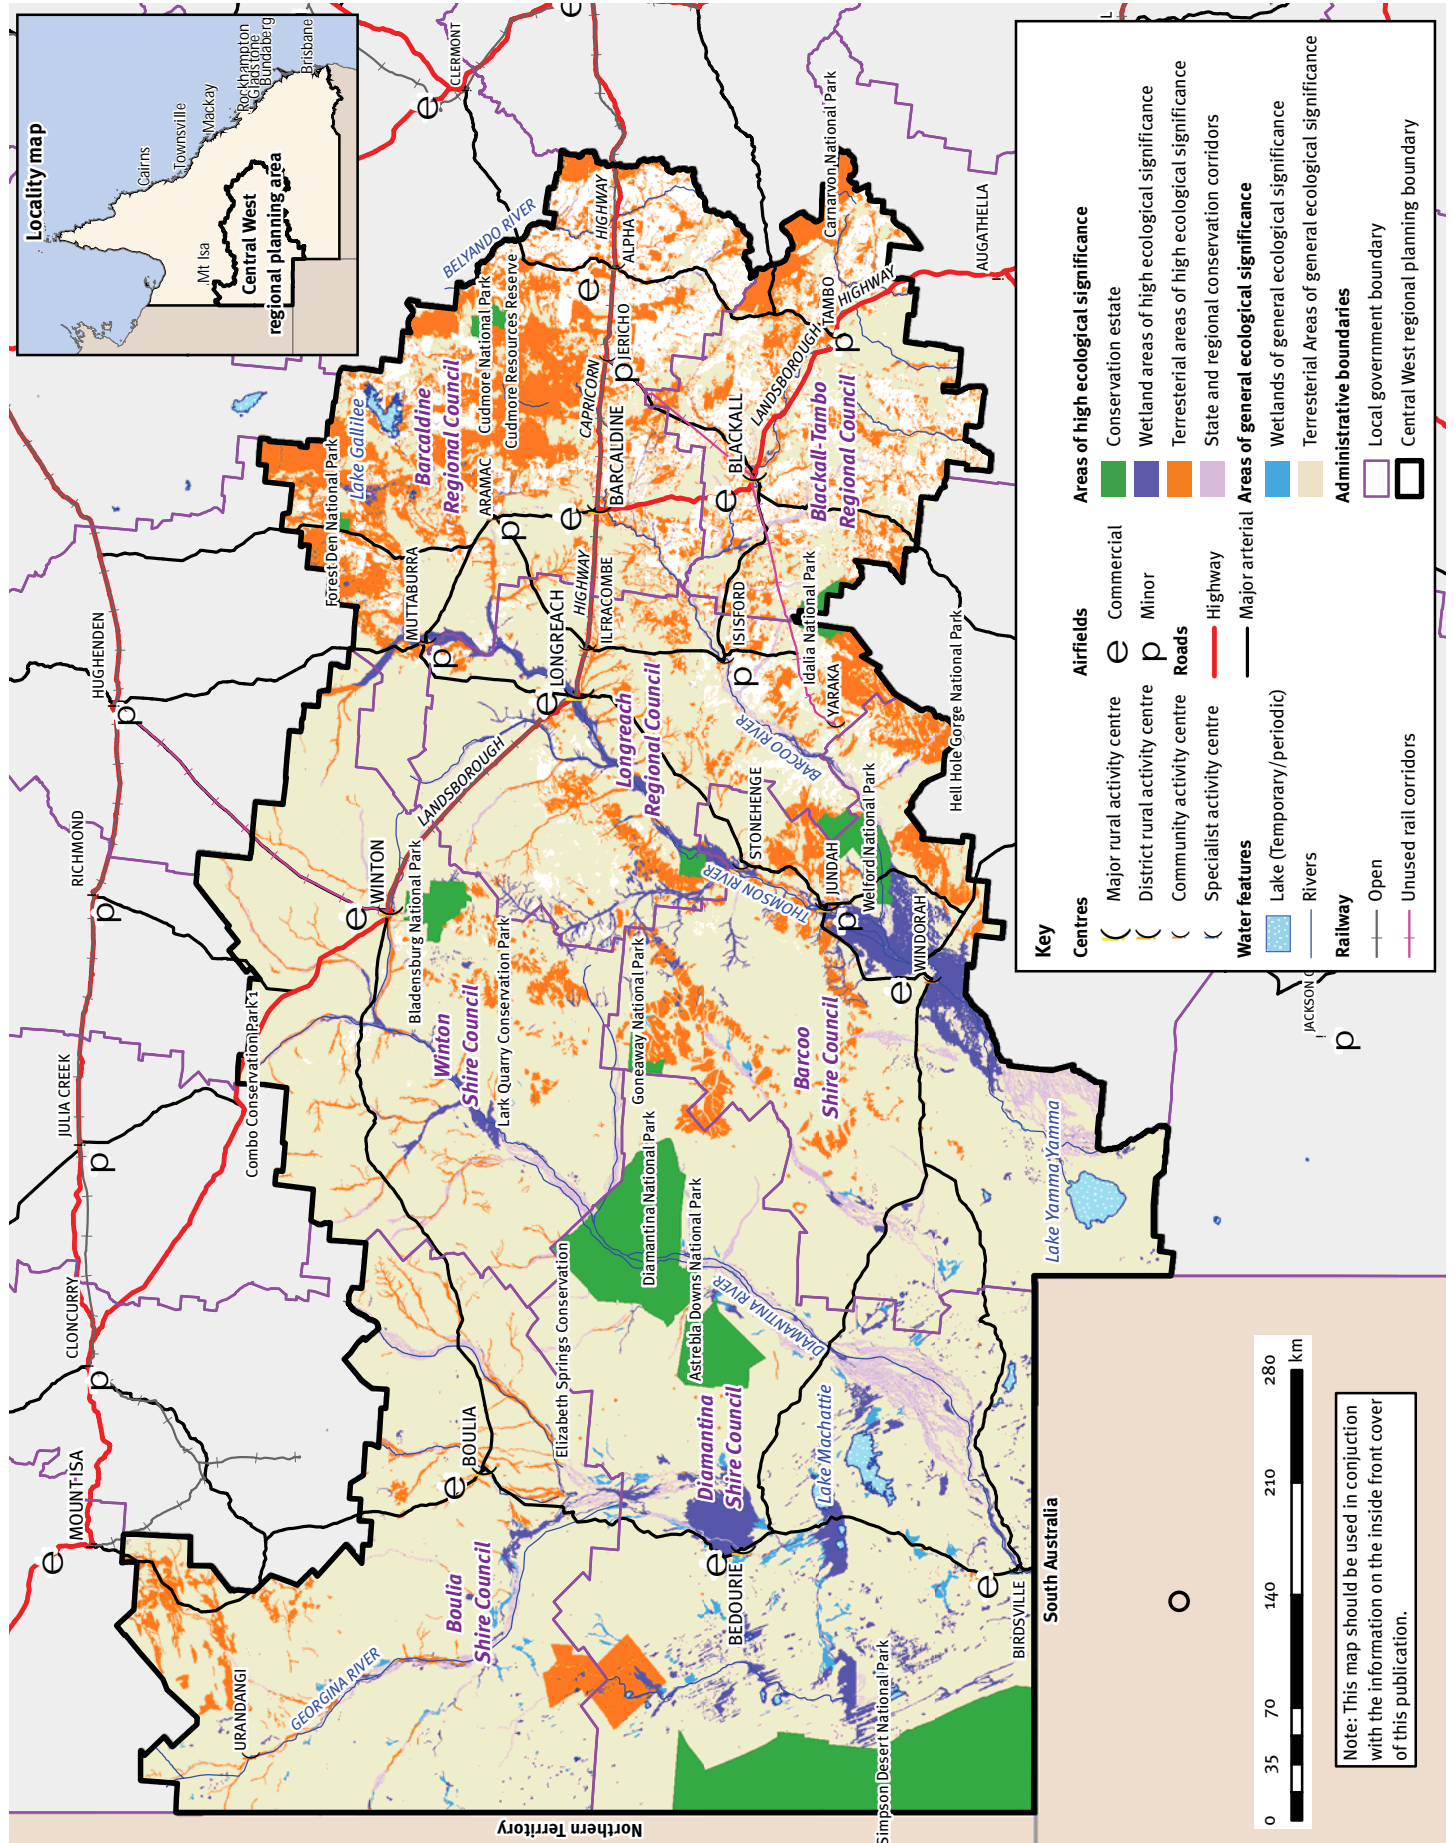 Locality map
Cairns
Townsville
Mackay
Rockhampton
Gladstone
Bundaberg
Brisbane
Mt Isa
Central West
regional planning area
MOUNT ISA
CLONCURRY
JULIA CREEK
RICHMOND
HUGHENDEN
CLERMONT
AUGATHELLA
JACKSON
URANDANGI
GEORGINA RIVER
BOULIA
Boulia
Shire Council
Elizabeth Springs Conservation
Combo Conservation Park 1
WINTON
Winton
Shire Council
Bladensburg National Park
Lark Quarry Conservation Park
LANDSBOROUGH
Goneaway National Park
Diamantina National Park
Astrebla Downs National Park
DIAMANTINA RIVER
Diamantina
Shire Council
BEDOURIE
Lake Machattie
Simpson Desert National Park
BIRDSVILLE
Northern Territory
South Australia
Lake Yamma Yamma
Barcoo
Shire Council
WINDORAH
JUNDAH
STONEHENGE
THOMSON RIVER
Welford National Park
Hell Hole Gorge National Park
BARCOO RIVER
YARAKA
Idalia National Park
ISISFORD
Longreach
Regional Council
LONGREACH
ILFRACOMBE
HIGHWAY
MUTTABURRA
Forest Den National Park
Lake Gallilee
Barcaldine
Regional Council
ARAMAC
Cudmore National Park
Cudmore Resources Reserve
BELYANDO RIVER
BARCALDINE
CAPRICORN
HIGHWAY
JERICHO
ALPHA
BLACKALL
Blackall-Tambo
Regional Council
LANDSBOROUGH
HIGHWAY
TAMBO
Carnarvon National Park
Key
Centres
Major rural activity centre
District rural activity centre
Community activity centre
Specialist activity centre
Water features
Lake (Temporary/periodic)
Rivers
Railway
Open
Unused rail corridors
Airfields
e Commercial
p Minor
Roads
Highway
Major arterial
Areas of high ecological significance
Conservation estate
Wetland areas of high ecological significance
Terresterial areas of high ecological significance
State and regional conservation corridors
Areas of general ecological significance
Wetlands of general ecological significance
Terresterial Areas of general ecological significance
Administrative boundaries
Local government boundary
Central West regional planning boundary
0 35 70 140 210 280
km
Note: This map should be used in conjuction
with the information on the inside front cover
of this publication.